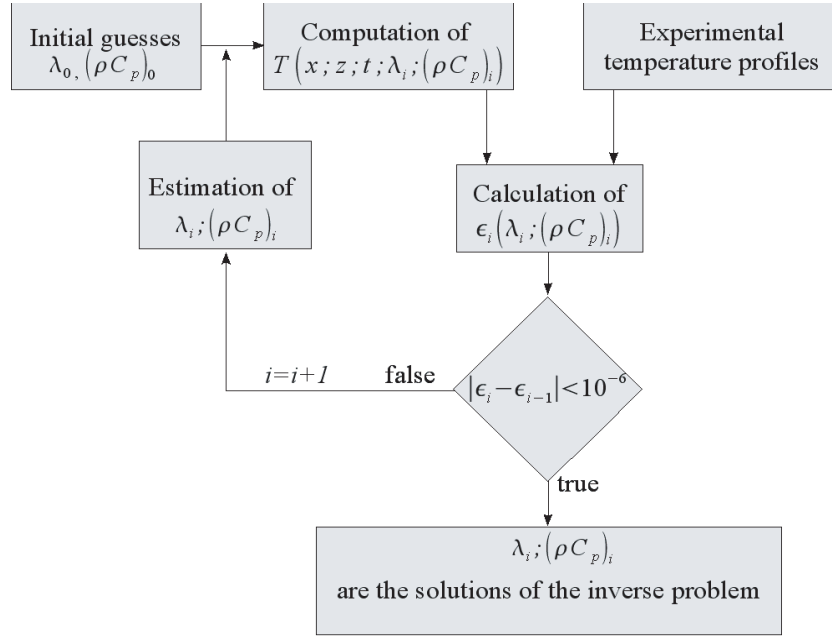 Initial guesses
λ₀, (ρCₚ)₀
Computation of
T(x; z; t; λᵢ; (ρCₚ)ᵢ)
Experimental
temperature profiles
Estimation of
λᵢ; (ρCₚ)ᵢ
Calculation of
ϵᵢ(λᵢ; (ρCₚ)ᵢ)
i=i+1
false
|ϵᵢ−ϵᵢ₋₁|<10⁻⁶
true
λᵢ; (ρCₚ)ᵢ
are the solutions of the inverse problem